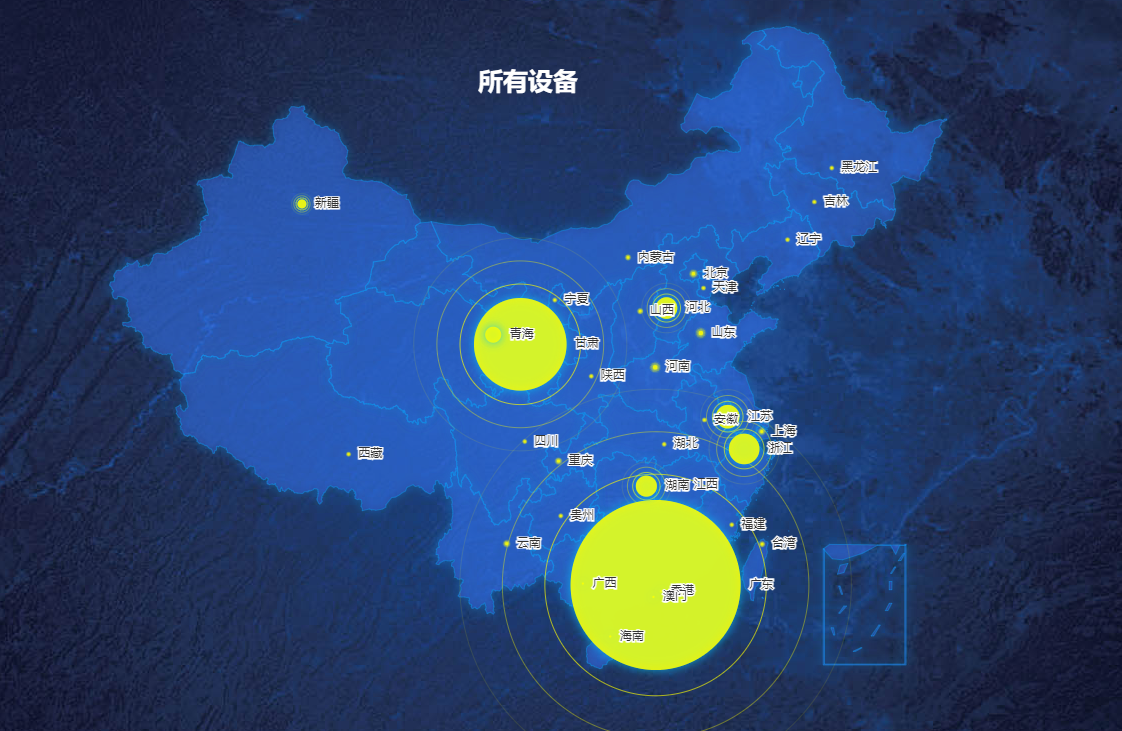 所有设备
黑龙江
吉林
新疆
辽宁
内蒙古
北京
天津
宁夏
山西
河北
青海
山东
甘肃
河南
陕西
江苏
安徽
上海
四川
湖北
浙江
西藏
重庆
湖南
江西
贵州
福建
云南
台湾
广西
广东
香港
澳门
海南